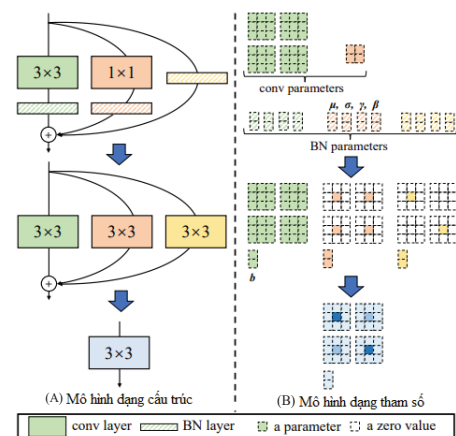 3×3
1×1
conv parameters
μ, σ, γ, β
BN parameters
3×3
3×3
3×3
b
3×3
(A) Mô hình dạng cấu trúc
(B) Mô hình dạng tham số
conv layer
BN layer
a parameter
a zero value